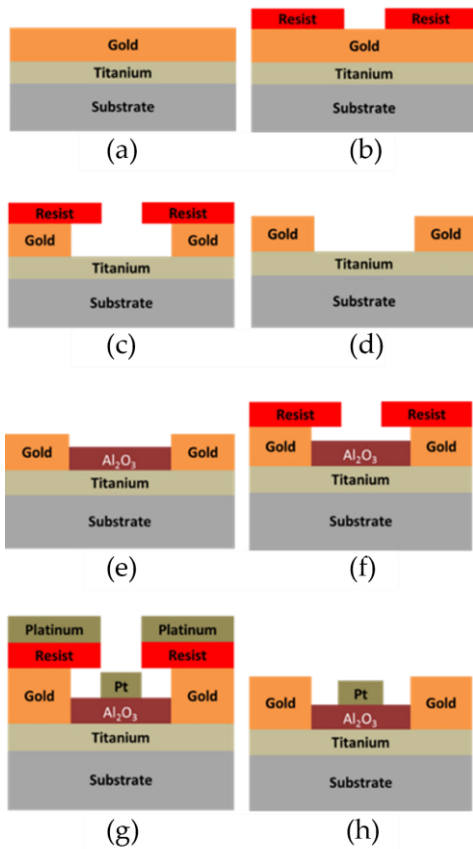 Gold
Titanium
Substrate
(a)
Resist Resist
Gold
Titanium
Substrate
(b)
Resist Resist
Gold Gold
Titanium
Substrate
(c)
Gold Gold
Titanium
Substrate
(d)
Gold Al₂O₃ Gold
Titanium
Substrate
(e)
Resist Resist
Gold Al₂O₃ Gold
Titanium
Substrate
(f)
Platinum Platinum
Resist Resist
Pt
Gold Gold
Al₂O₃
Titanium
Substrate
(g)
Pt
Gold Gold
Al₂O₃
Titanium
Substrate
(h)